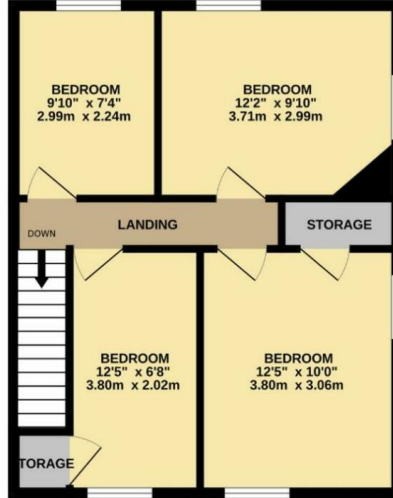 BEDROOM
9'10" x 7'4"
2.99m x 2.24m
BEDROOM
12'2" x 9'10"
3.71m x 2.99m
DOWN
LANDING
STORAGE
BEDROOM
12'5" x 6'8"
3.80m x 2.02m
BEDROOM
12'5" x 10'0"
3.80m x 3.06m
TORAGE